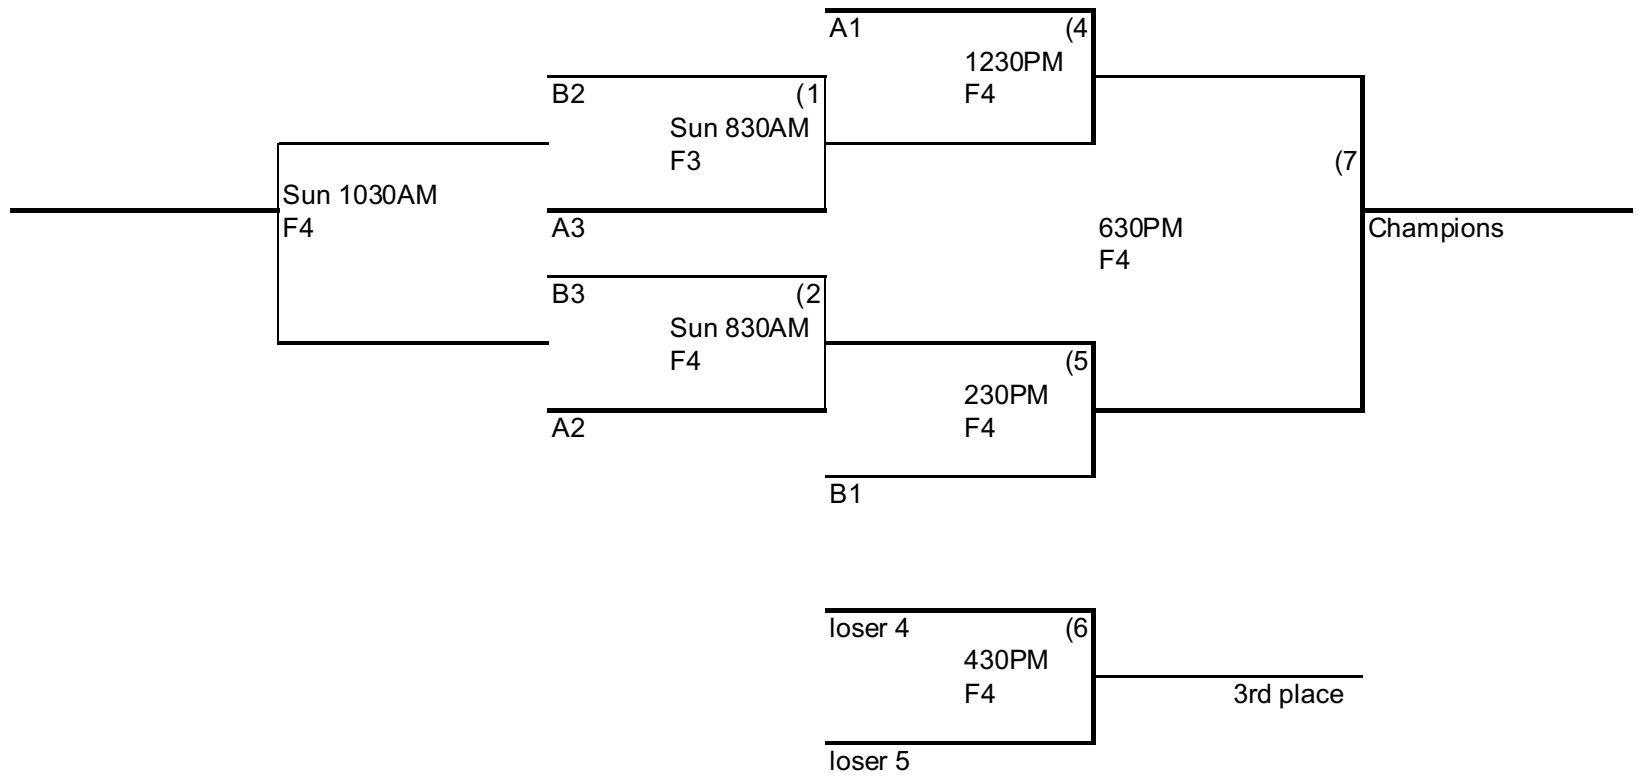 A1 (4
1230PM
F4
B2 (1
Sun 830AM
F3
(7
Sun 1030AM
F4
A3
630PM
F4
Champions
B3 (2
Sun 830AM
F4
(5
230PM
F4
A2
B1
loser 4 (6
430PM
F4
3rd place
loser 5